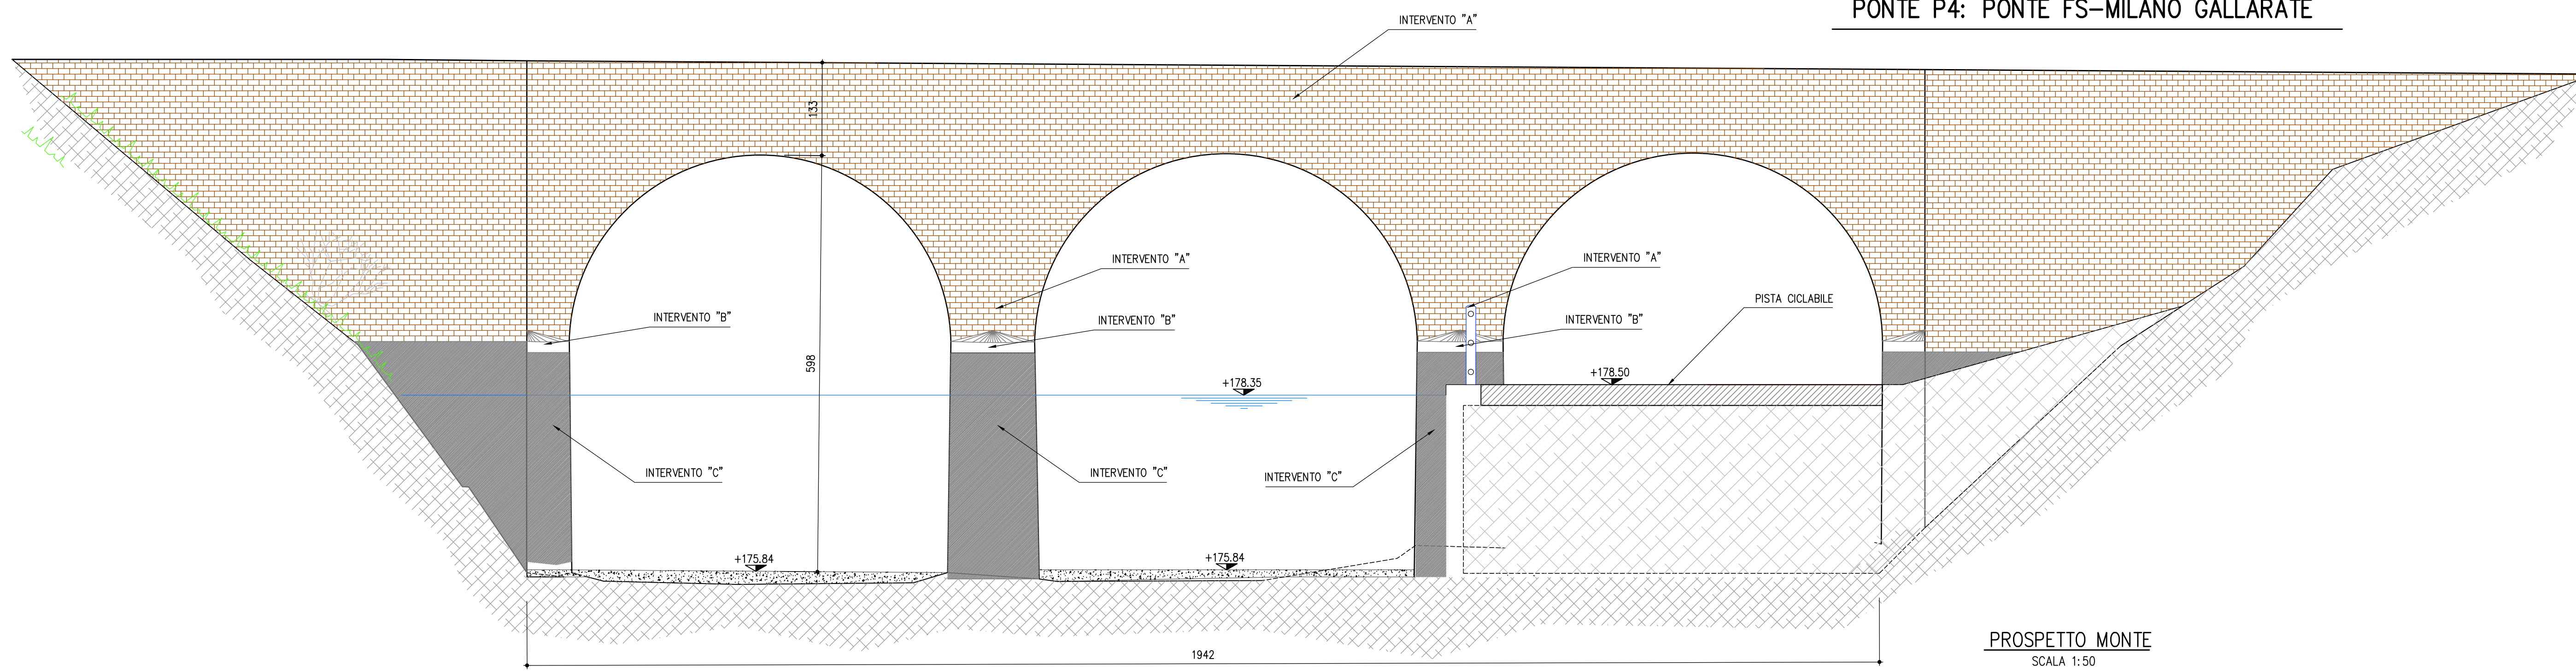 PONTE P4: PONTE FS-MILANO GALLARATE
INTERVENTO "A"
133
INTERVENTO "A"
INTERVENTO "A"
PISTA CICLABILE
INTERVENTO "B"
INTERVENTO "B"
INTERVENTO "B"
598
+178.35
+178.50
INTERVENTO "C"
INTERVENTO "C"
INTERVENTO "C"
+175.84
+175.84
1942
PROSPETTO MONTE
SCALA 1:50